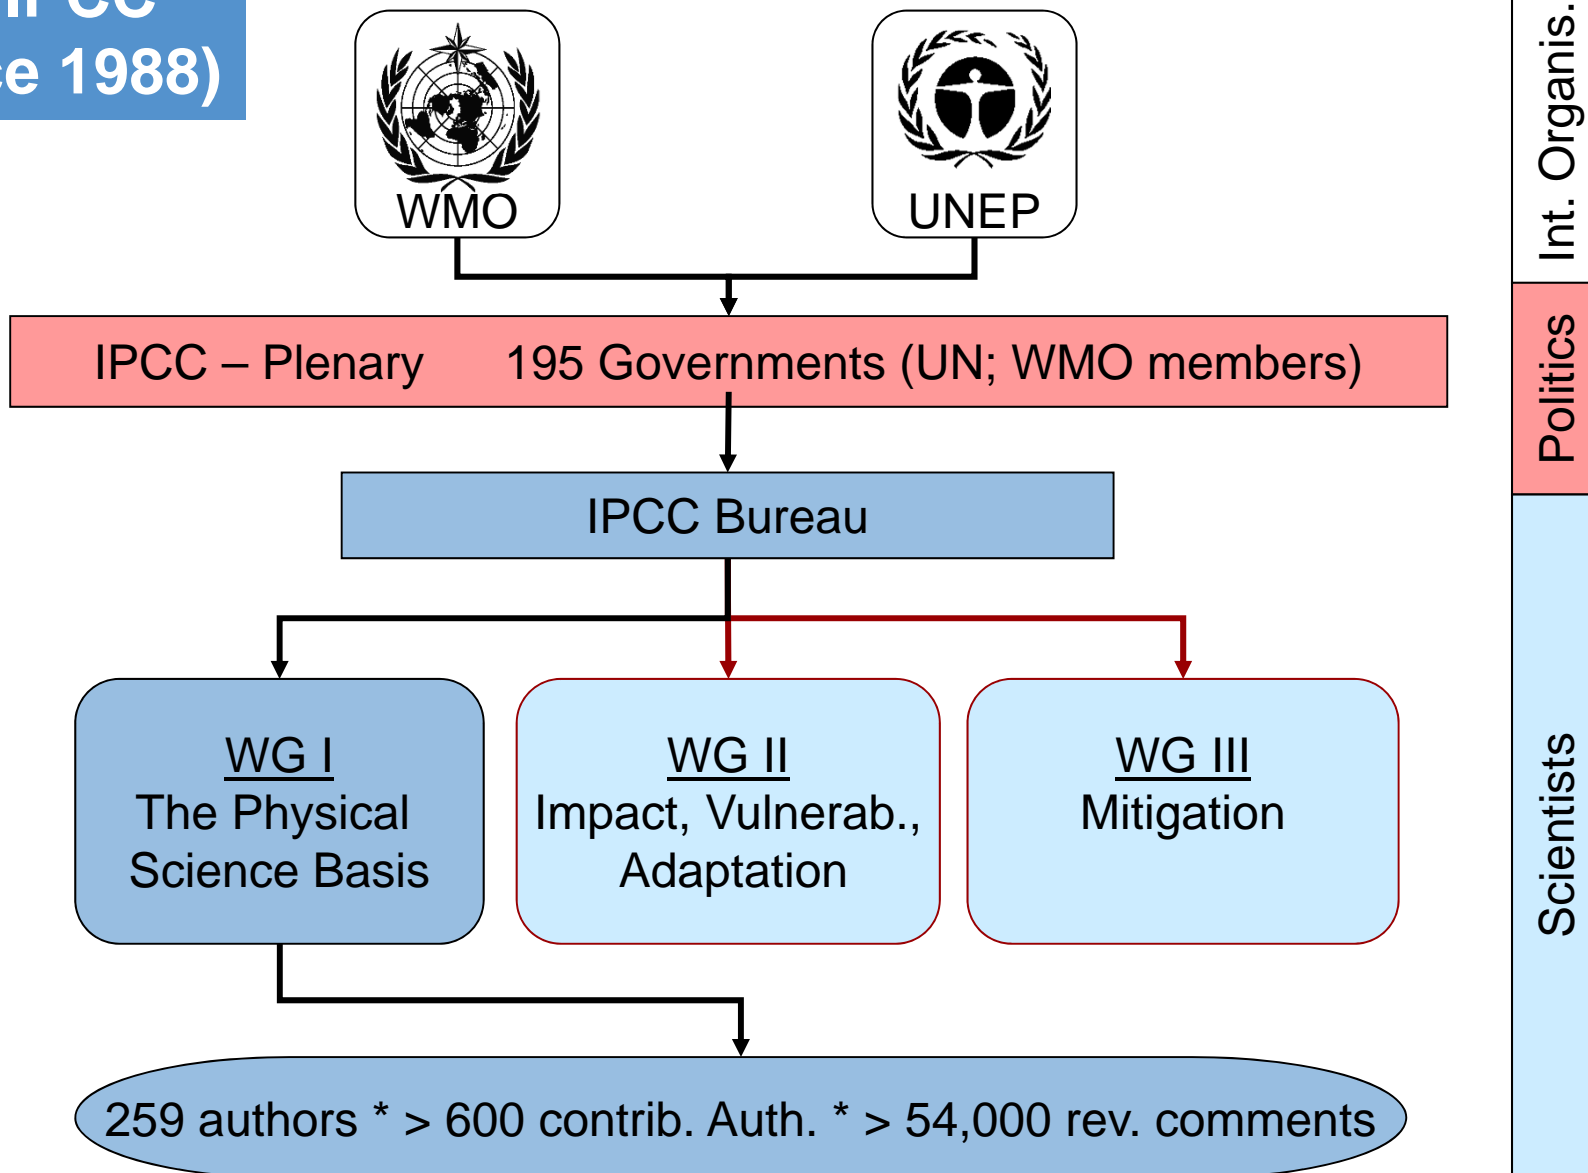 IPCC
ce 1988)
WMO
UNEP
IPCC – Plenary 195 Governments (UN; WMO members)
IPCC Bureau
WG I
The Physical
Science Basis
WG II
Impact, Vulnerab.,
Adaptation
WG III
Mitigation
259 authors * > 600 contrib. Auth. * > 54,000 rev. comments
Int. Organis.
Politics
Scientists